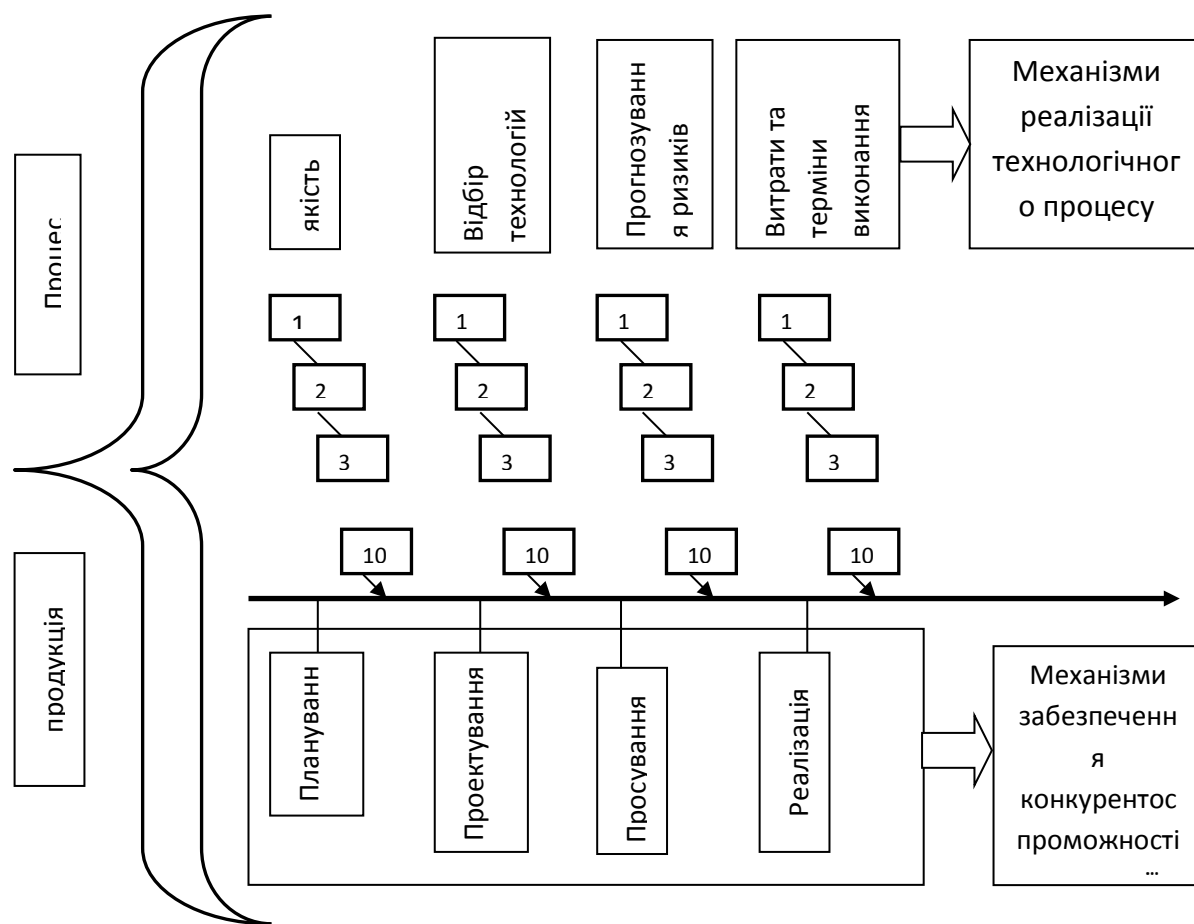 Процес
якість
Відбір
технологій
Прогнозуванн
я ризиків
Витрати та
терміни
виконання
Механізми
реалізації
технологічног
о процесу
1
1
1
1
2
2
2
2
3
3
3
3
10
10
10
10
продукція
Плануванн
Проектування
Просування
Реалізація
Механізми
забезпеченн
я
конкурентос
проможності
...